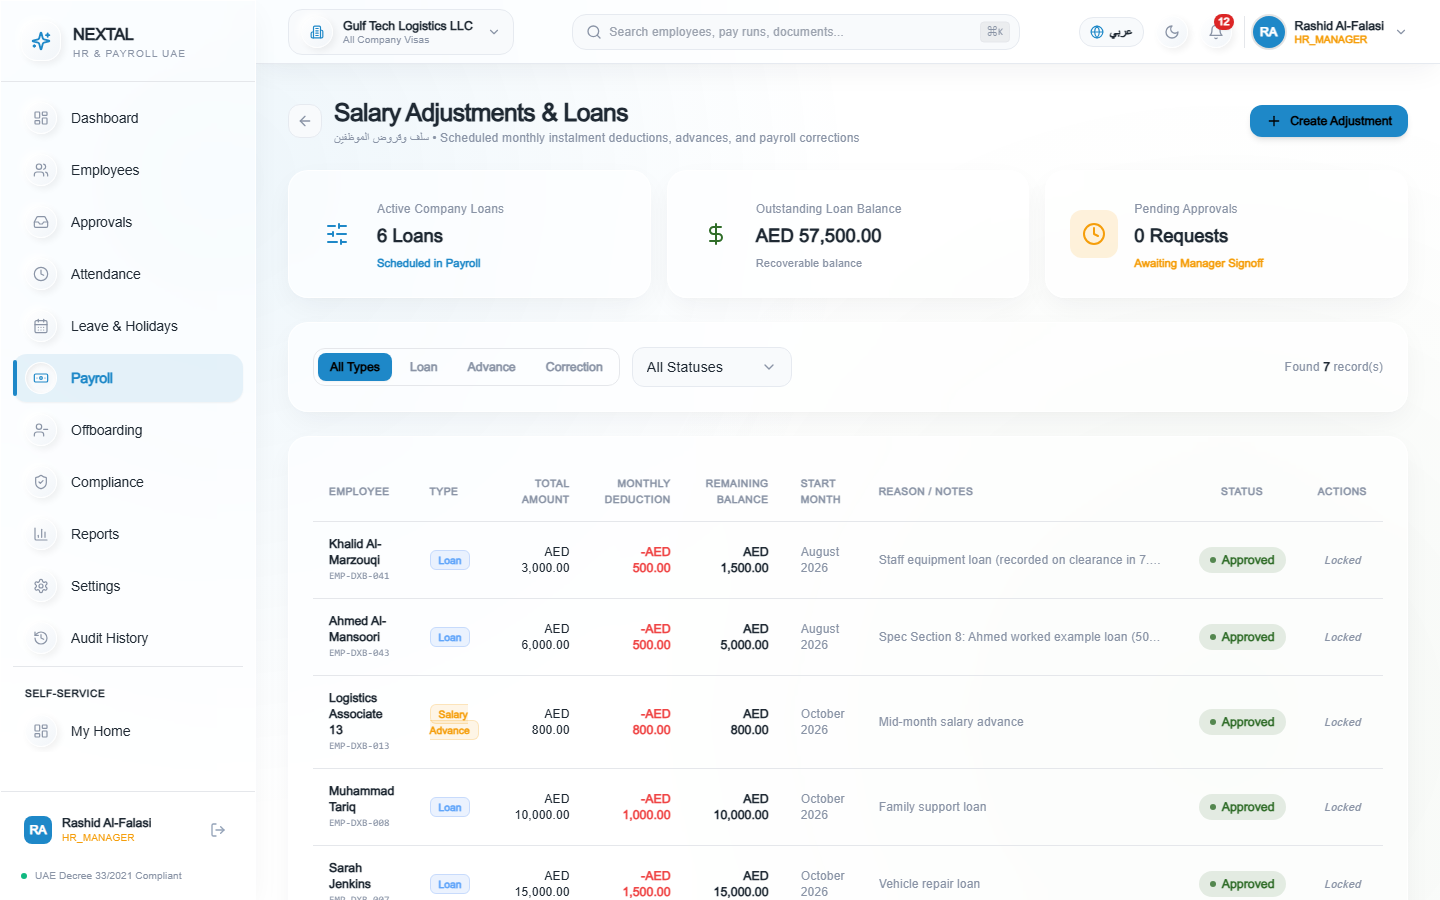 NEXTAL
HR & PAYROLL UAE
Gulf Tech Logistics LLC
All Company Visas
Search employees, pay runs, documents...
⌘K
عربي
12
RA
Rashid Al-Falasi
HR_MANAGER
Dashboard
Employees
Approvals
Attendance
Leave & Holidays
Payroll
Offboarding
Compliance
Reports
Settings
Audit History
SELF-SERVICE
My Home
RA
Rashid Al-Falasi
HR_MANAGER
UAE Decree 33/2021 Compliant
Salary Adjustments & Loans
سلف وقروض الموظفين • Scheduled monthly instalment deductions, advances, and payroll corrections
Create Adjustment
Active Company Loans
6 Loans
Scheduled in Payroll
Outstanding Loan Balance
AED 57,500.00
Recoverable balance
Pending Approvals
0 Requests
Awaiting Manager Signoff
All Types
Loan
Advance
Correction
All Statuses
Found 7 record(s)
EMPLOYEE
TYPE
TOTAL
AMOUNT
MONTHLY
DEDUCTION
REMAINING
BALANCE
START
MONTH
REASON / NOTES
STATUS
ACTIONS
Khalid Al-
Marzouqi
EMP-DXB-041
Loan
AED
3,000.00
-AED
500.00
AED
1,500.00
August
2026
Staff equipment loan (recorded on clearance in 7....
Approved
Locked
Ahmed Al-
Mansoori
EMP-DXB-043
Loan
AED
6,000.00
-AED
500.00
AED
5,000.00
August
2026
Spec Section 8: Ahmed worked example loan (50...
Approved
Locked
Logistics
Associate
13
EMP-DXB-013
Salary
Advance
AED
800.00
-AED
800.00
AED
800.00
October
2026
Mid-month salary advance
Approved
Locked
Muhammad
Tariq
EMP-DXB-008
Loan
AED
10,000.00
-AED
1,000.00
AED
10,000.00
October
2026
Family support loan
Approved
Locked
Sarah
Jenkins
EMP-DXB-007
Loan
AED
15,000.00
-AED
1,500.00
AED
15,000.00
October
2026
Vehicle repair loan
Approved
Locked